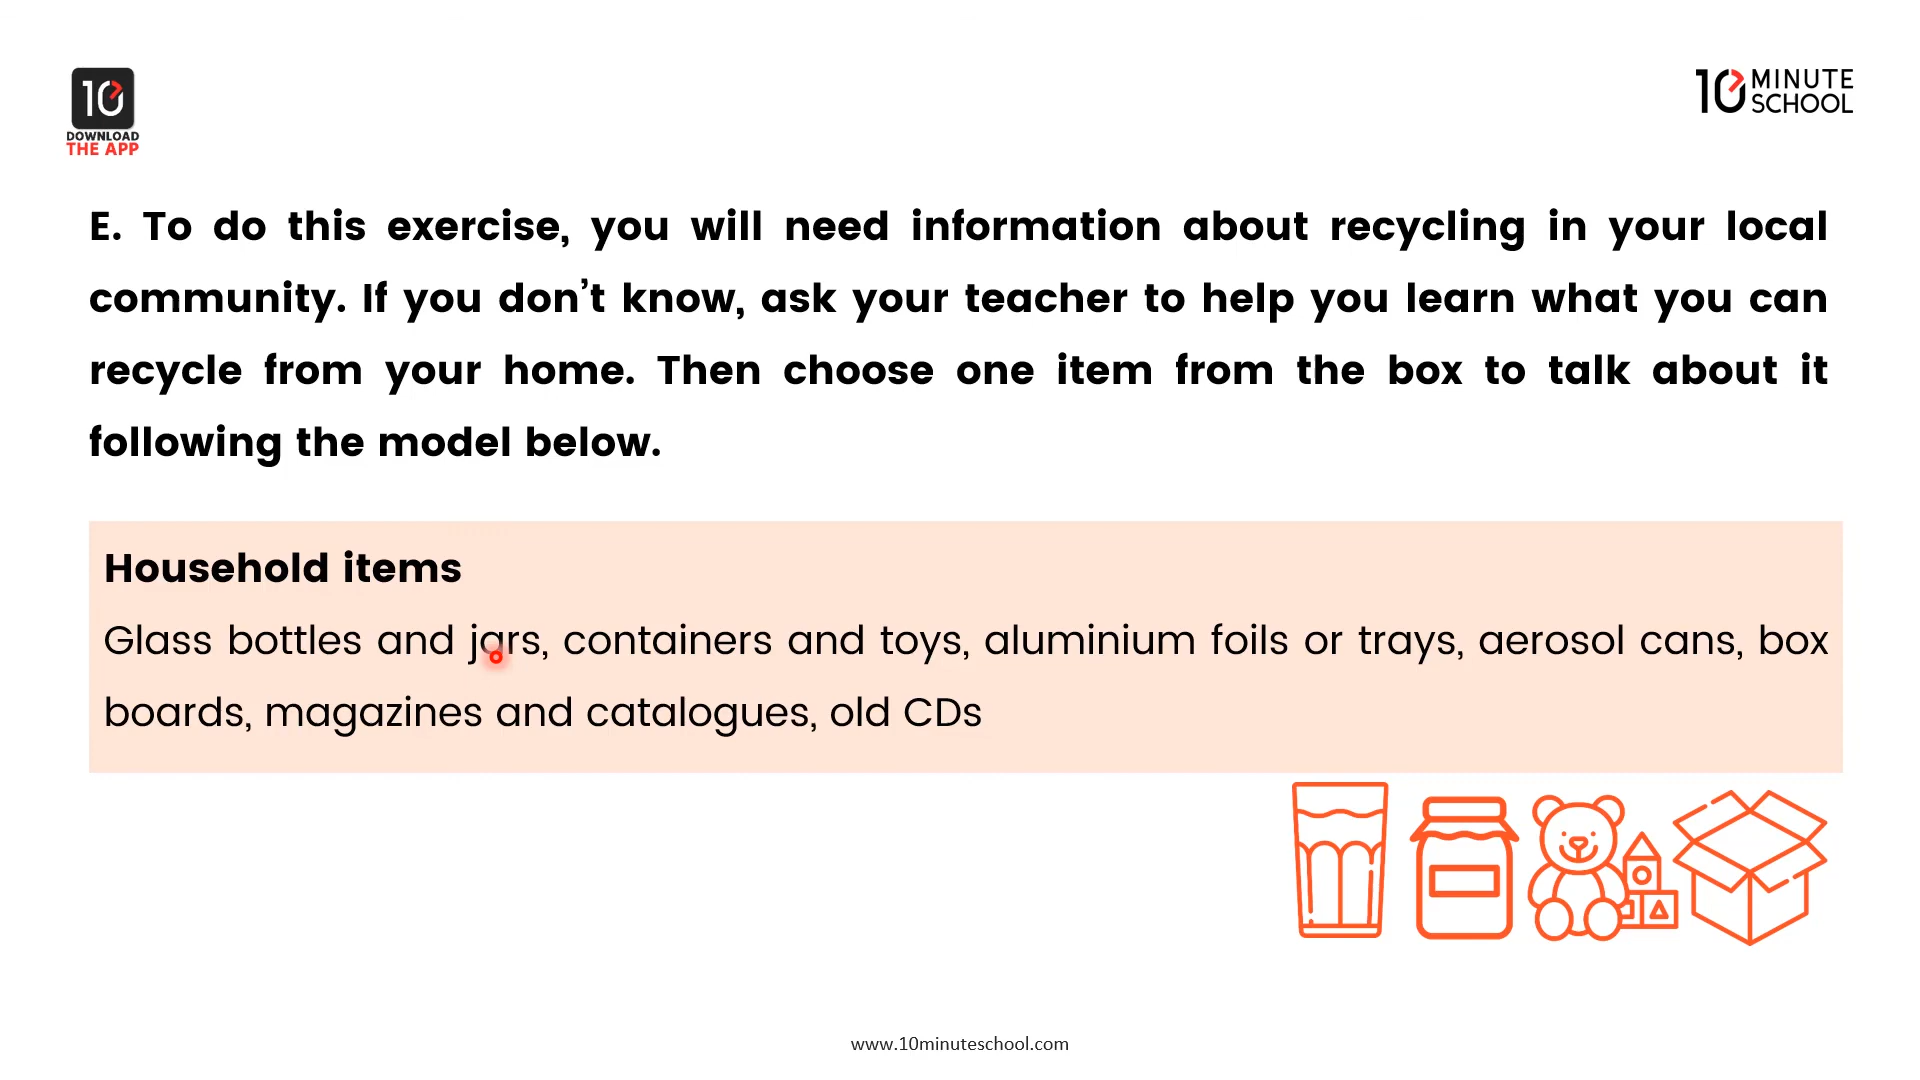 10
DOWNLOAD
THE APP
10 MINUTE
SCHOOL
E. To do this exercise, you will need information about recycling in your local
community. If you don’t know, ask your teacher to help you learn what you can
recycle from your home. Then choose one item from the box to talk about it
following the model below.
Household items
Glass bottles and jars, containers and toys, aluminium foils or trays, aerosol cans, box
boards, magazines and catalogues, old CDs
www.10minuteschool.com